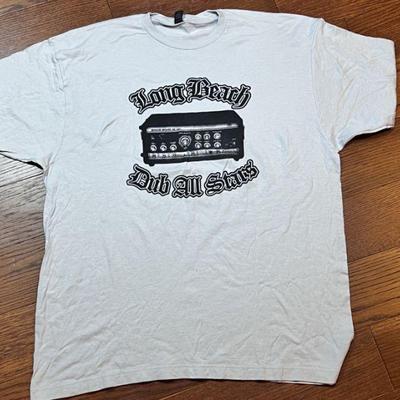 Long Beach
Dub All Stars